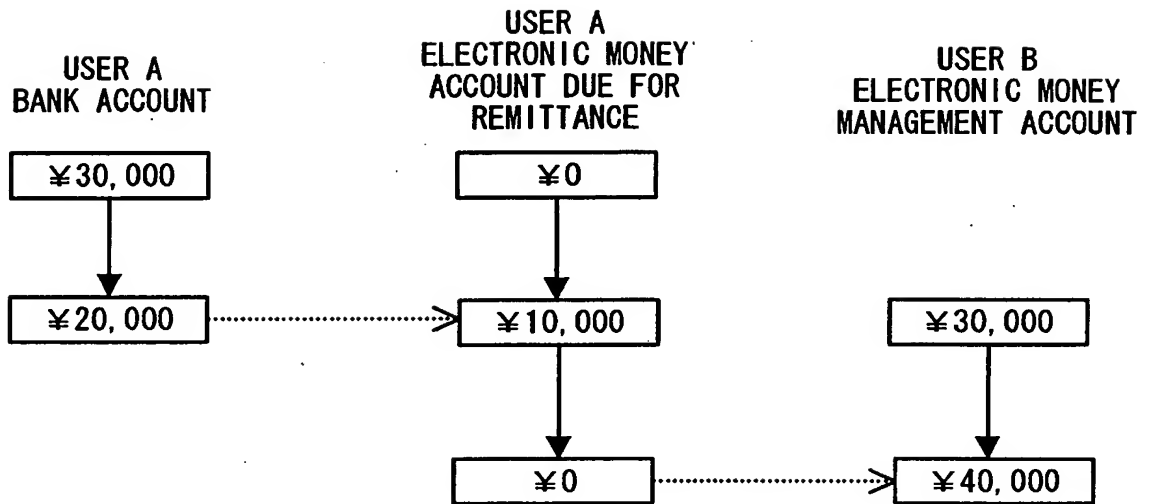 USER A
BANK ACCOUNT
USER A
ELECTRONIC MONEY
ACCOUNT DUE FOR
REMITTANCE
USER B
ELECTRONIC MONEY
MANAGEMENT ACCOUNT
¥30,000
¥0
¥20,000
¥10,000
¥30,000
¥0
¥40,000